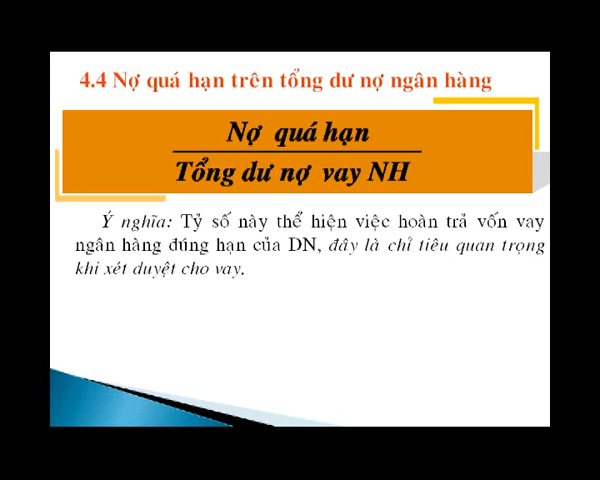 4.4 Nợ quá hạn trên tổng dư nợ ngân hàng
Nợ quá hạn
Tổng dư nợ vay NH
Ý nghĩa: Tỷ số này thể hiện việc hoàn trả vốn vay
ngân hàng đúng hạn của DN, đây là chỉ tiêu quan trọng
khi xét duyệt cho vay.